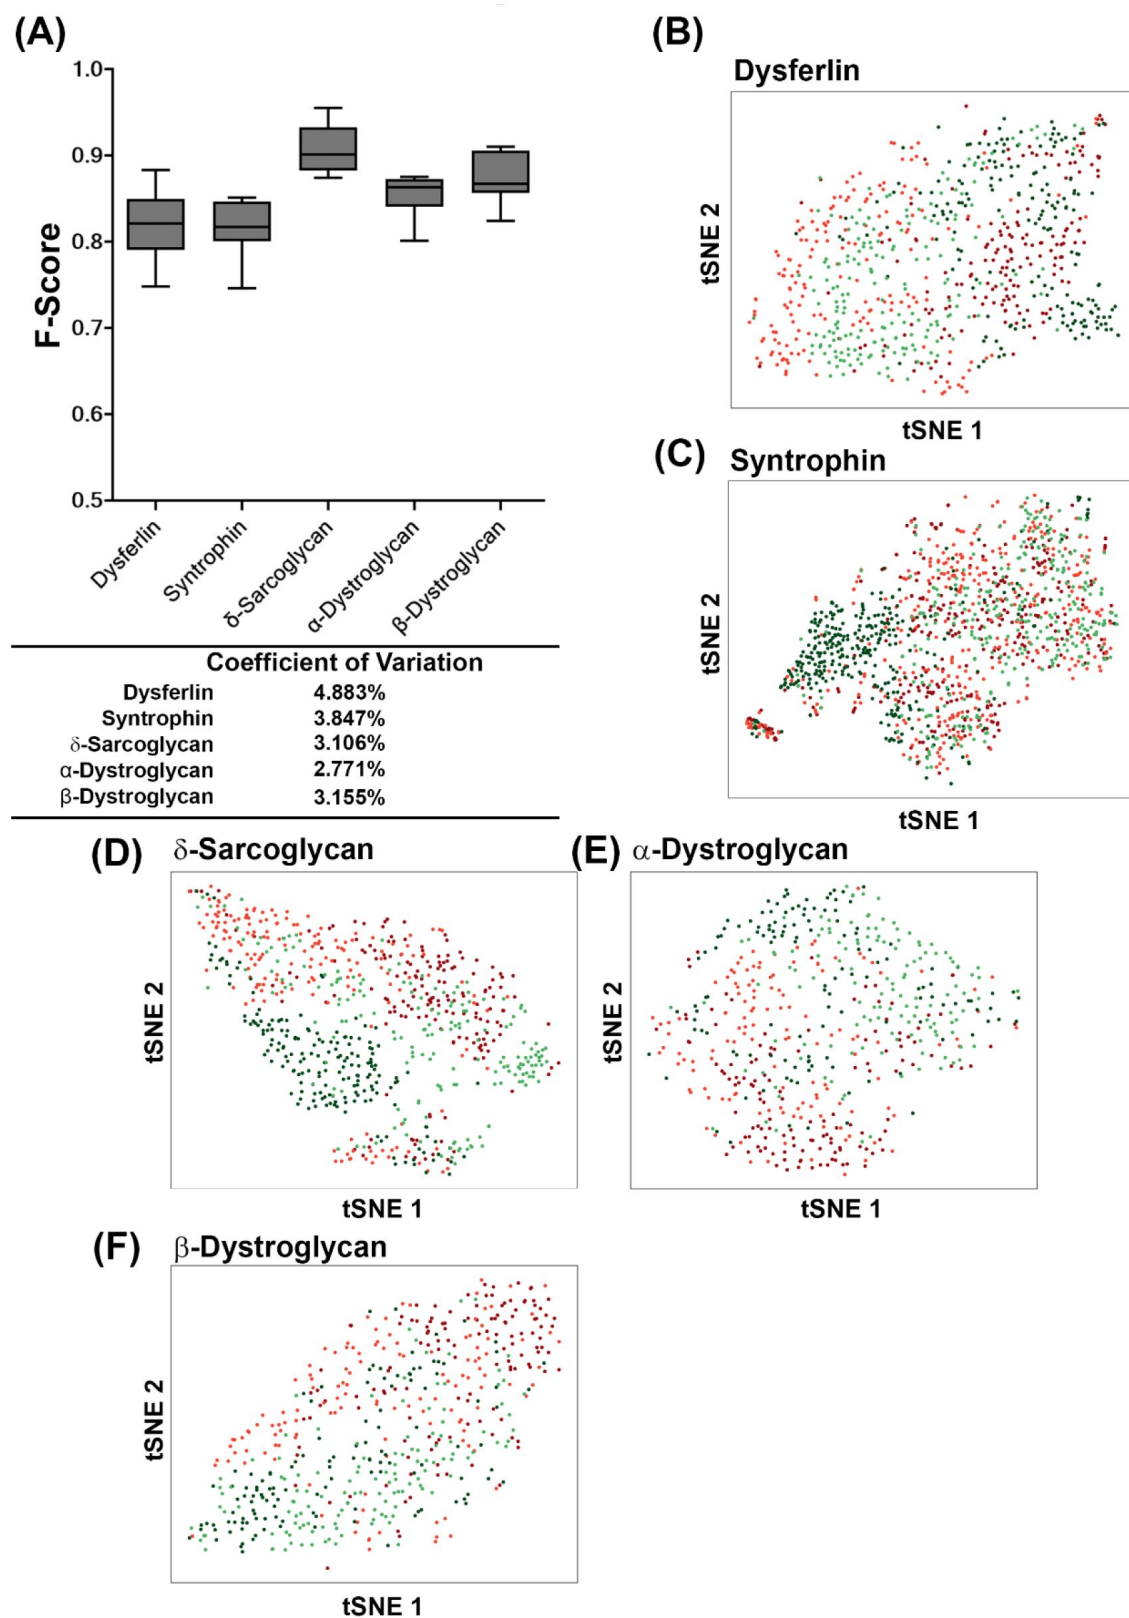 (A)
1.0
0.9
0.8
0.7
0.6
0.5
F-Score
Dysferlin
Syntrophin
δ-Sarcoglycan
α-Dystroglycan
β-Dystroglycan
Coefficient of Variation
Dysferlin 4.883%
Syntrophin 3.847%
δ-Sarcoglycan 3.106%
α-Dystroglycan 2.771%
β-Dystroglycan 3.155%
(B)
Dysferlin
tSNE 2
tSNE 1
(C) Syntrophin
tSNE 2
tSNE 1
(D) δ-Sarcoglycan
tSNE 2
tSNE 1
(E) α-Dystroglycan
tSNE 2
tSNE 1
(F) β-Dystroglycan
tSNE 2
tSNE 1